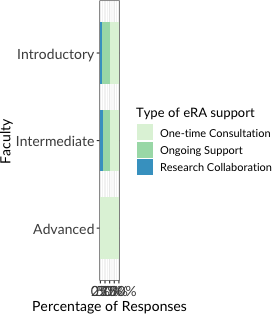 Introductory
Intermediate
Advanced
Faculty
Percentage of Responses
Type of eRA support
One-time Consultation
Ongoing Support
Research Collaboration